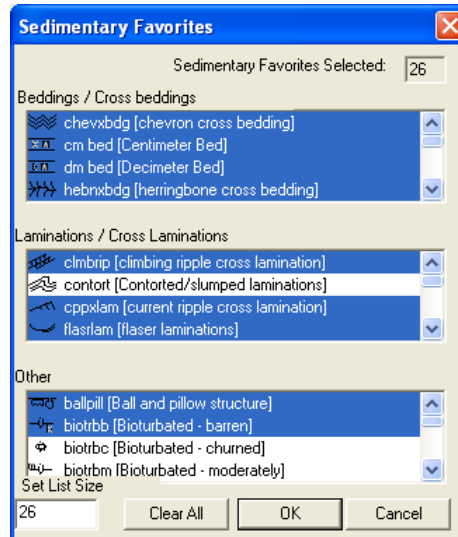 Sedimentary Favorites
Sedimentary Favorites Selected: 26
Beddings / Cross beddings
chevxbdg [chevron cross bedding]
cm bed [Centimeter Bed]
dm bed [Decimeter Bed]
hebnxbdg [herringbone cross bedding]
Laminations / Cross Laminations
clmbrip [climbing ripple cross lamination]
contort [Contorted/slumped laminations]
cppxlam [current ripple cross lamination]
flasrlam [flaser laminations]
Other
ballpill [Ball and pillow structure]
biotrbb [Bioturbated - barren]
biotrbc [Bioturbated - churned]
biotrbm [Bioturbated - moderately]
Set List Size
26 Clear All OK Cancel